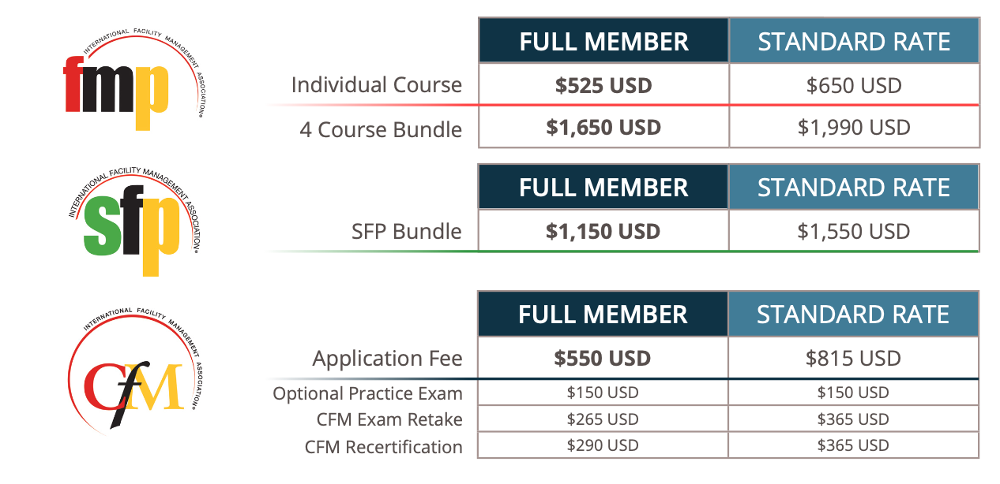 INTERNATIONAL FACILITY MANAGEMENT ASSOCIATION®
fmp
FULL MEMBER STANDARD RATE
Individual Course $525 USD $650 USD
4 Course Bundle $1,650 USD $1,990 USD
INTERNATIONAL FACILITY MANAGEMENT ASSOCIATION®
sfp
FULL MEMBER STANDARD RATE
SFP Bundle $1,150 USD $1,550 USD
INTERNATIONAL FACILITY MANAGEMENT ASSOCIATION®
CfM
FULL MEMBER STANDARD RATE
Application Fee $550 USD $815 USD
Optional Practice Exam $150 USD $150 USD
CFM Exam Retake $265 USD $365 USD
CFM Recertification $290 USD $365 USD